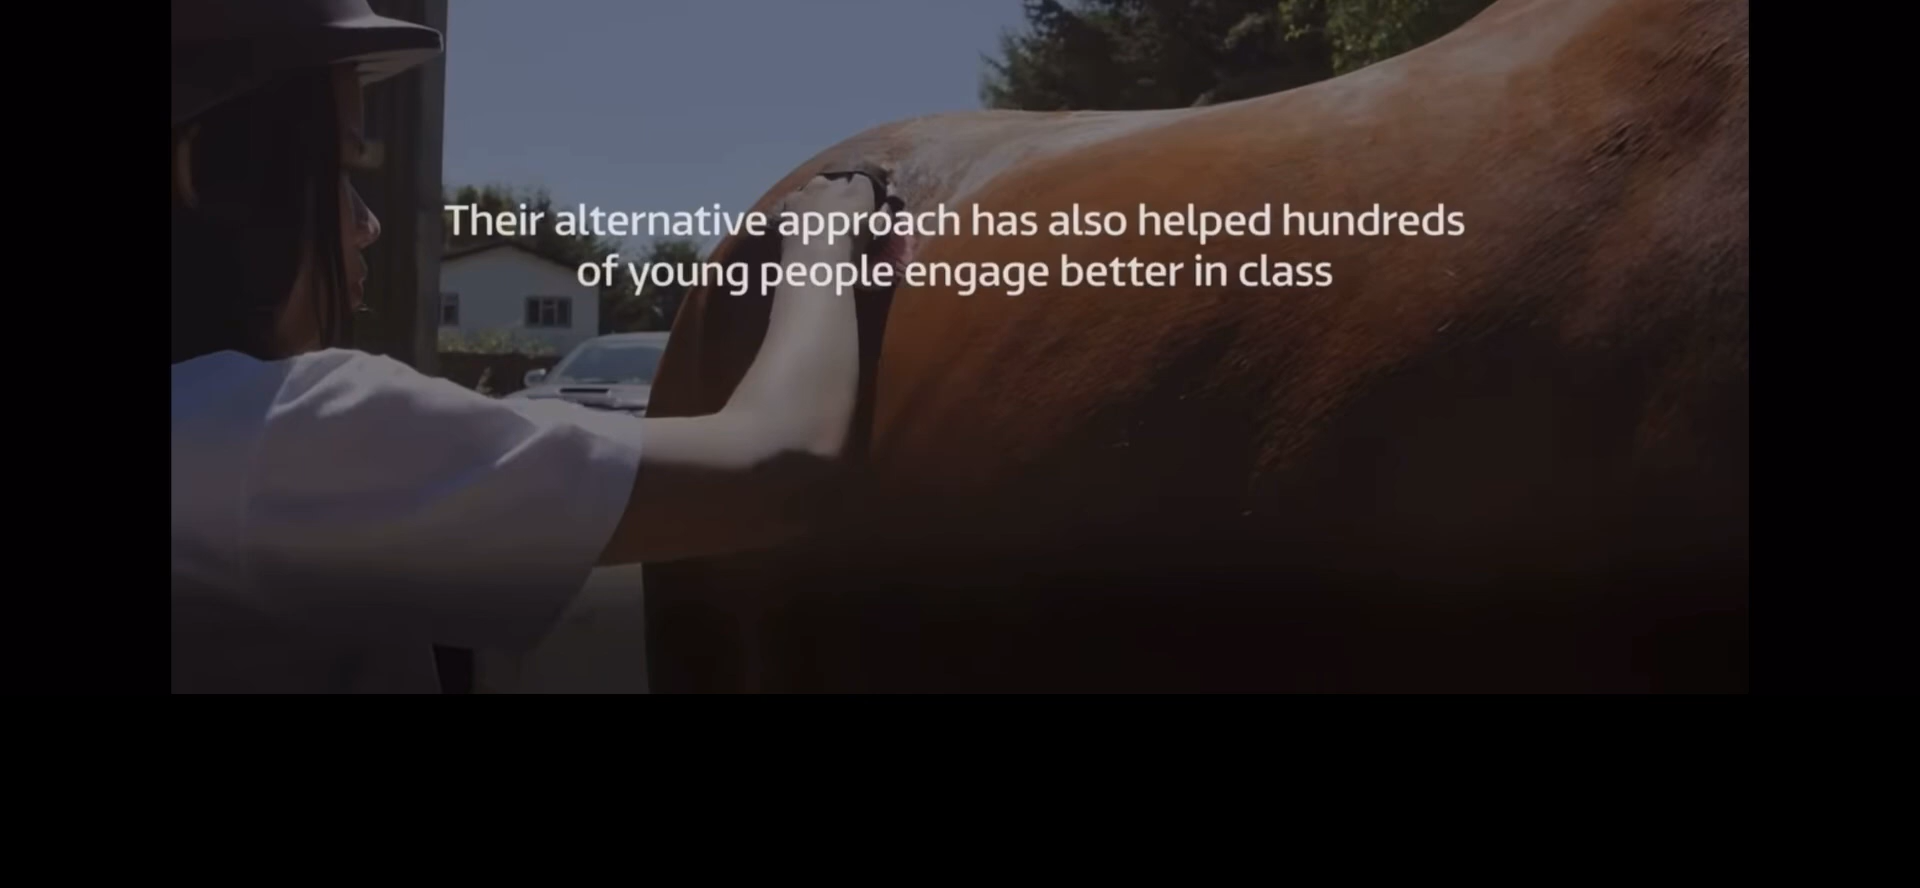 Their alternative approach has also helped hundreds
of young people engage better in class